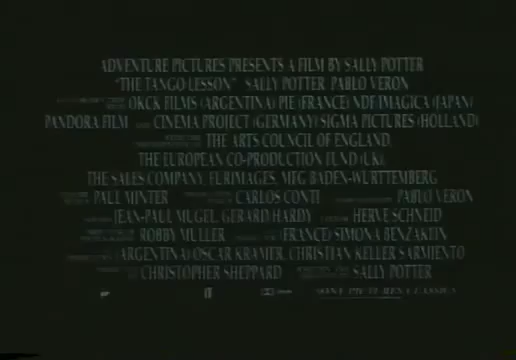 ADVENTURE PICTURES PRESENTS A FILM BY SALLY POTTER
"THE TANGO LESSON" SALLY POTTER PABLO VERON
OKCK FILMS (ARGENTINA) PIE (FRANCE) NDF/IMAGICA (JAPAN)
PANDORA FILM CINEMA PROJECT (GERMANY) SIGMA PICTURES (HOLLAND)
THE ARTS COUNCIL OF ENGLAND,
THE EUROPEAN CO-PRODUCTION FUND (UK),
THE SALES COMPANY, EURIMAGES, MFG BADEN-WURTTEMBERG
PAUL MINTER CARLOS CONTI PABLO VERON
JEAN-PAUL MUGEL GERARD HARDY HERVE SCHNEID
ROBBY MULLER (FRANCE) SIMONA BENZAKEIN
(ARGENTINA) OSCAR KRAMER, CHRISTIAN KELLER SARMIENTO
CHRISTOPHER SHEPPARD SALLY POTTER
SONY PICTURES CLASSICS